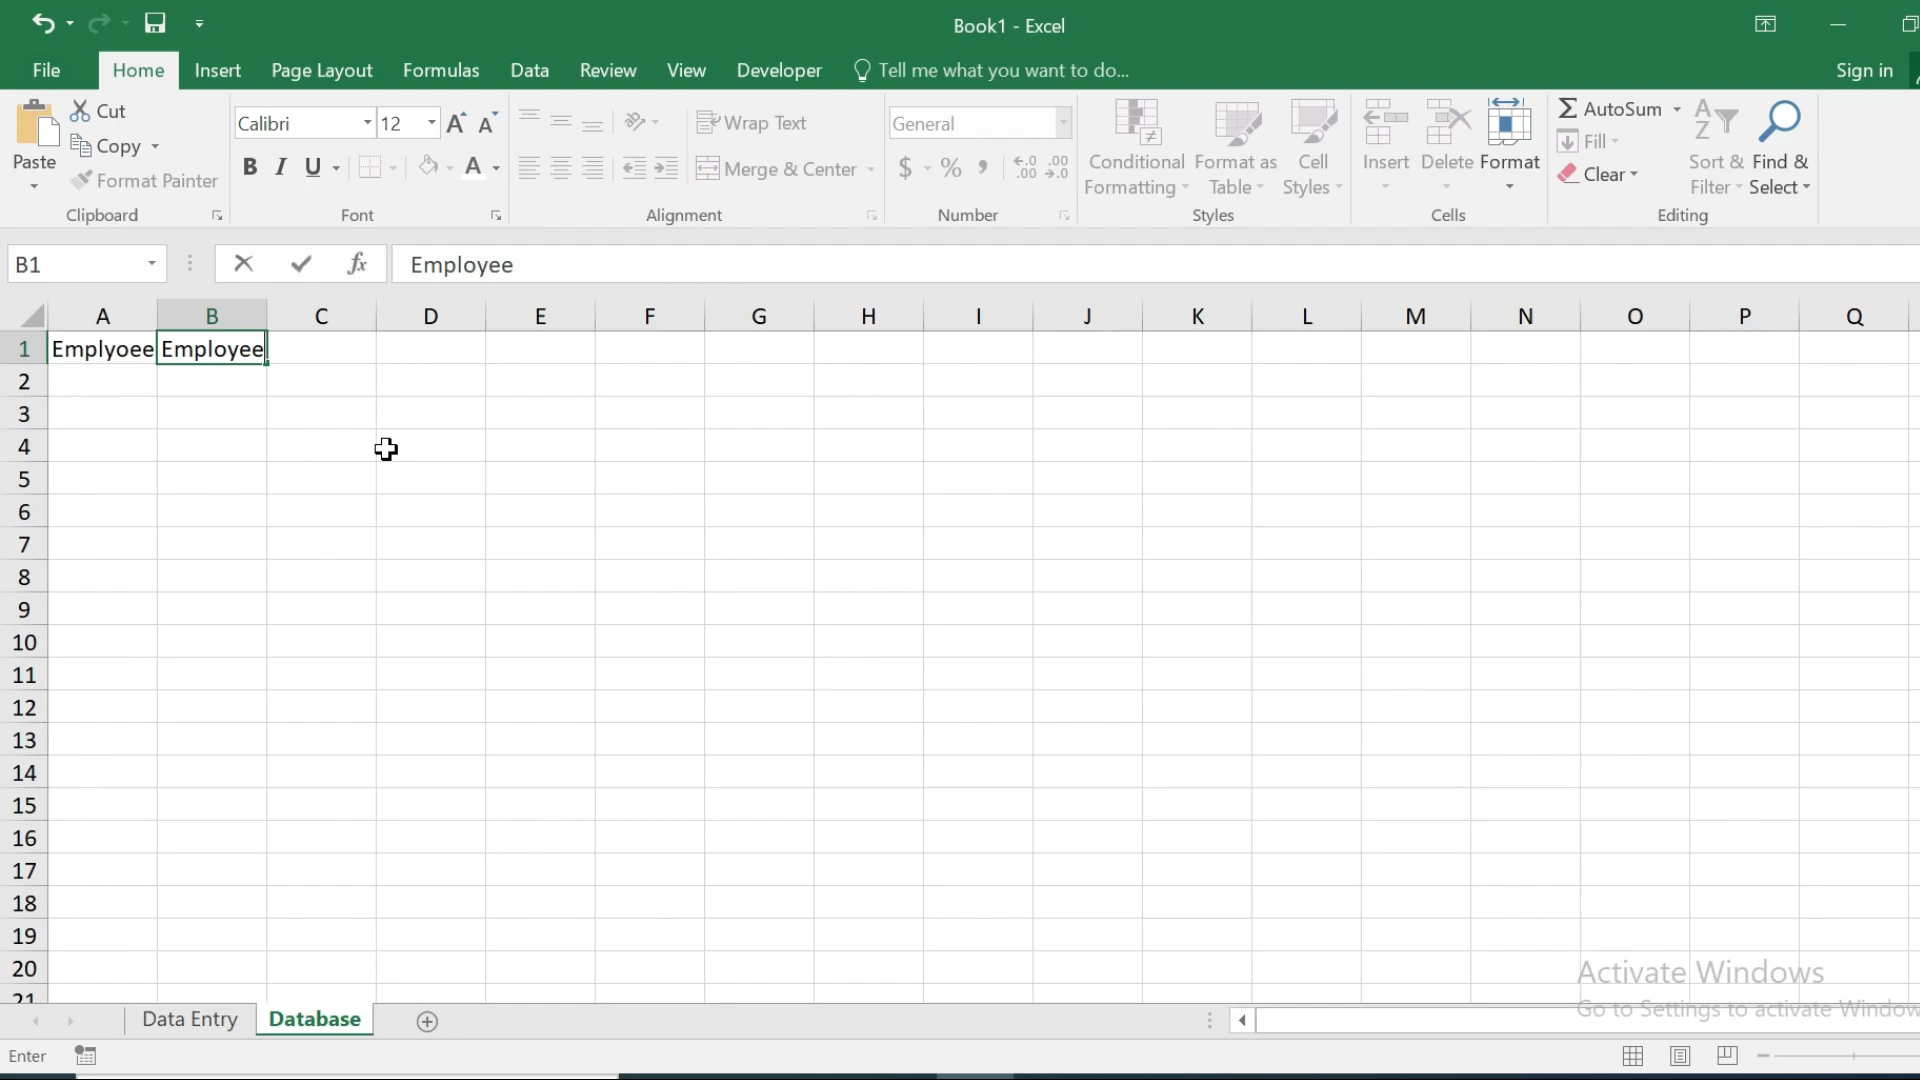 Book1 - Excel
File Home Insert Page Layout Formulas Data Review View Developer Tell me what you want to do... Sign in
Paste Cut Copy Format Painter Clipboard
Calibri 12 B I U A Font
Wrap Text Merge & Center Alignment
General $ % , Number
Conditional Formatting Format as Table Cell Styles Styles
Insert Delete Format Cells
AutoSum Fill Clear Sort & Filter Find & Select Editing
B1 fx Employee
A B C D E F G H I J K L M N O P Q
1 Emplyoee Employee
2
3
4
5
6
7
8
9
10
11
12
13
14
15
16
17
18
19
20
21
Activate Windows
Go to Settings to activate Window
Data Entry Database
Enter